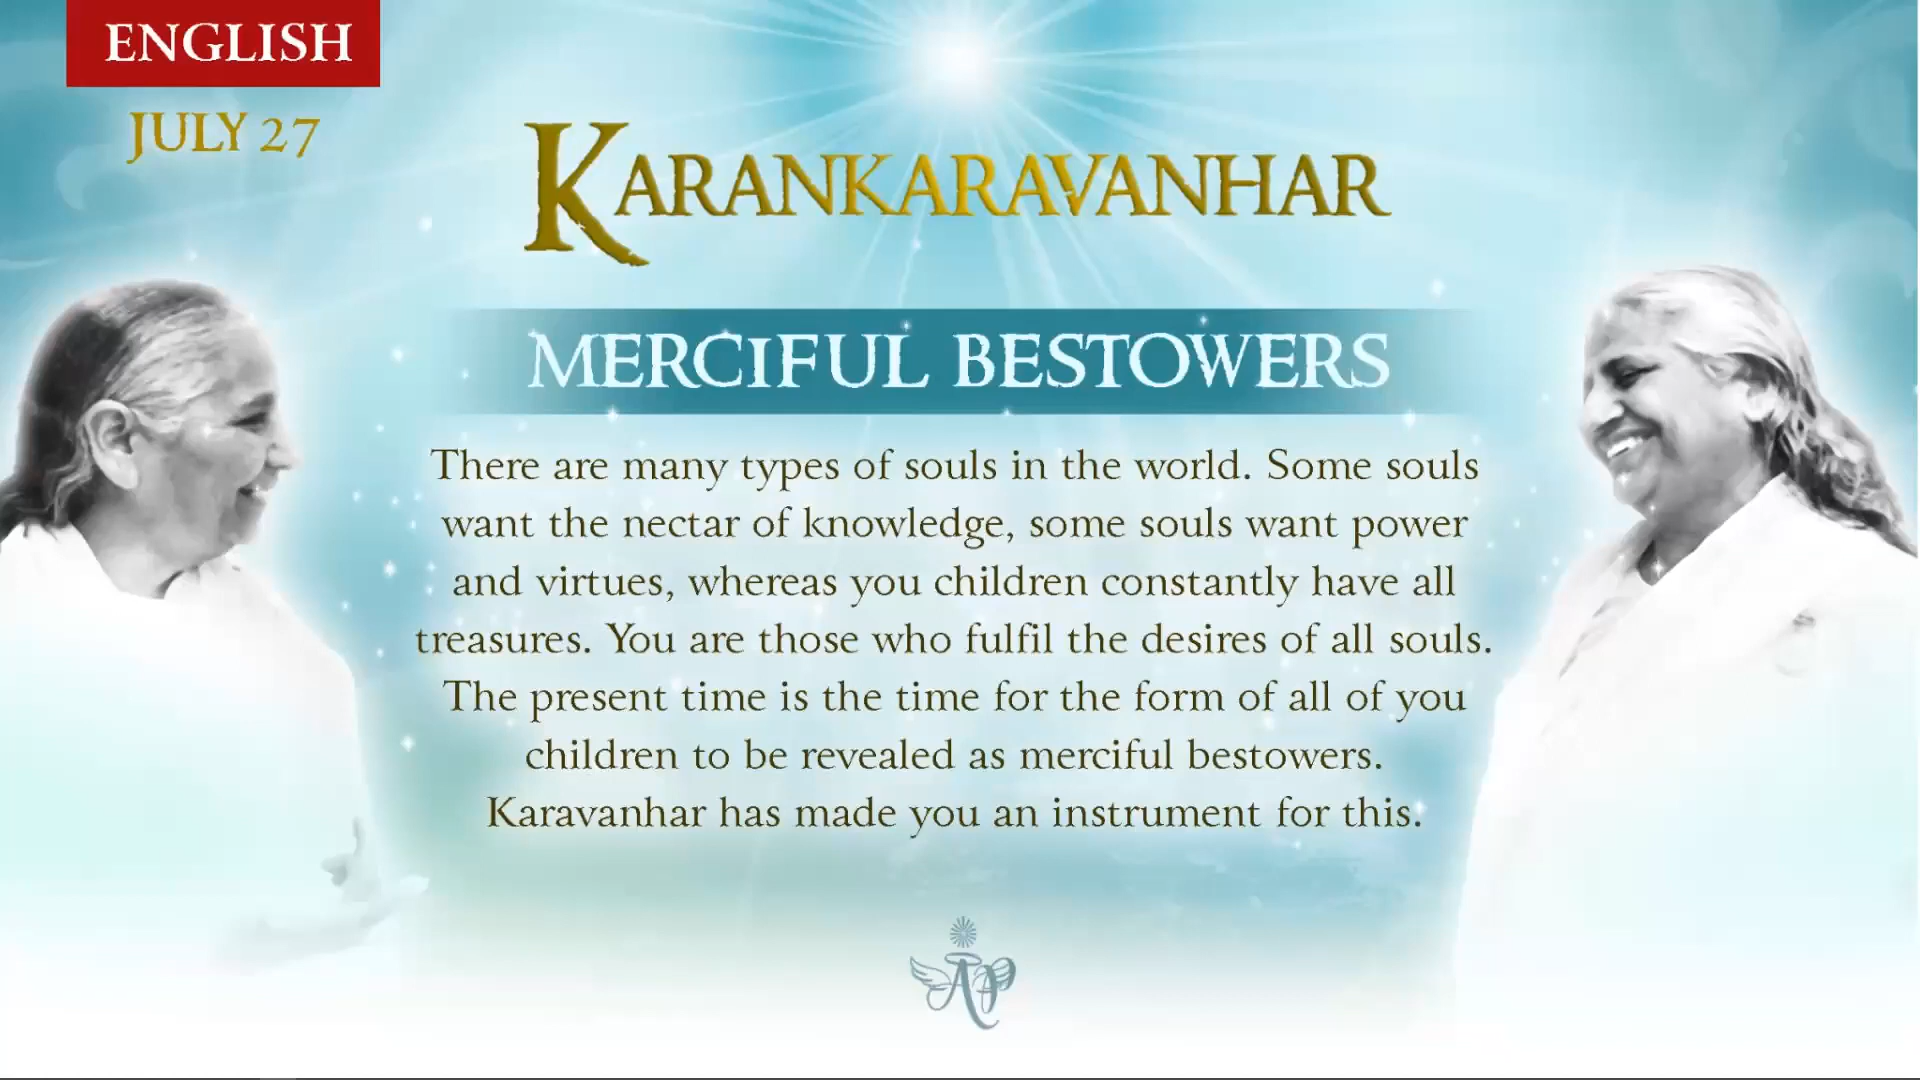 ENGLISH
JULY 27
KARANKARAVANHAR
MERCIFUL BESTOWERS
There are many types of souls in the world. Some souls
want the nectar of knowledge, some souls want power
and virtues, whereas you children constantly have all
treasures. You are those who fulfil the desires of all souls.
The present time is the time for the form of all of you
children to be revealed as merciful bestowers.
Karavanhar has made you an instrument for this.
AP